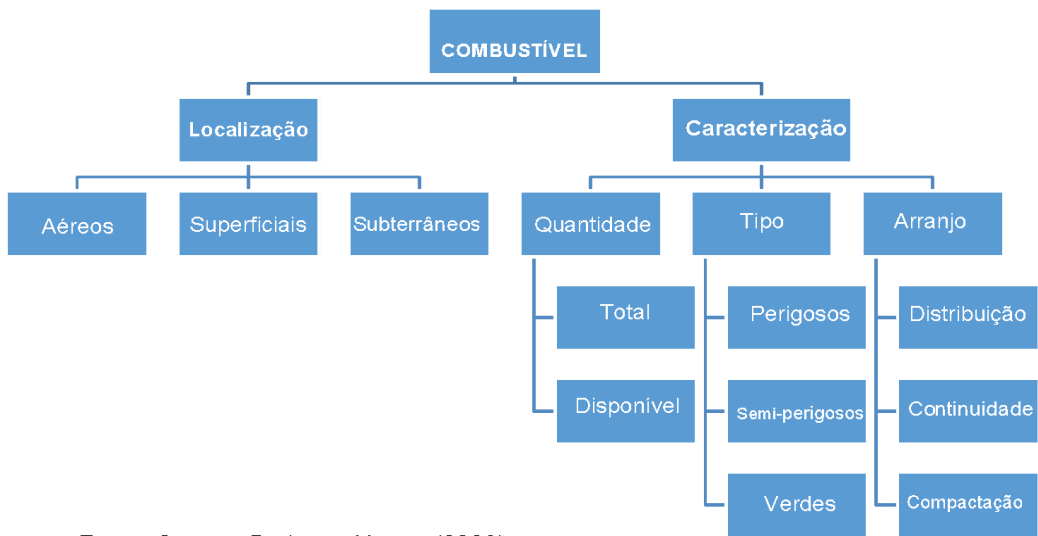 COMBUSTÍVEL
Localização
Caracterização
Aéreos
Superficiais
Subterrâneos
Quantidade
Tipo
Arranjo
Total
Perigosos
Distribuição
Disponível
Semi-perigosos
Continuidade
Verdes
Compactação